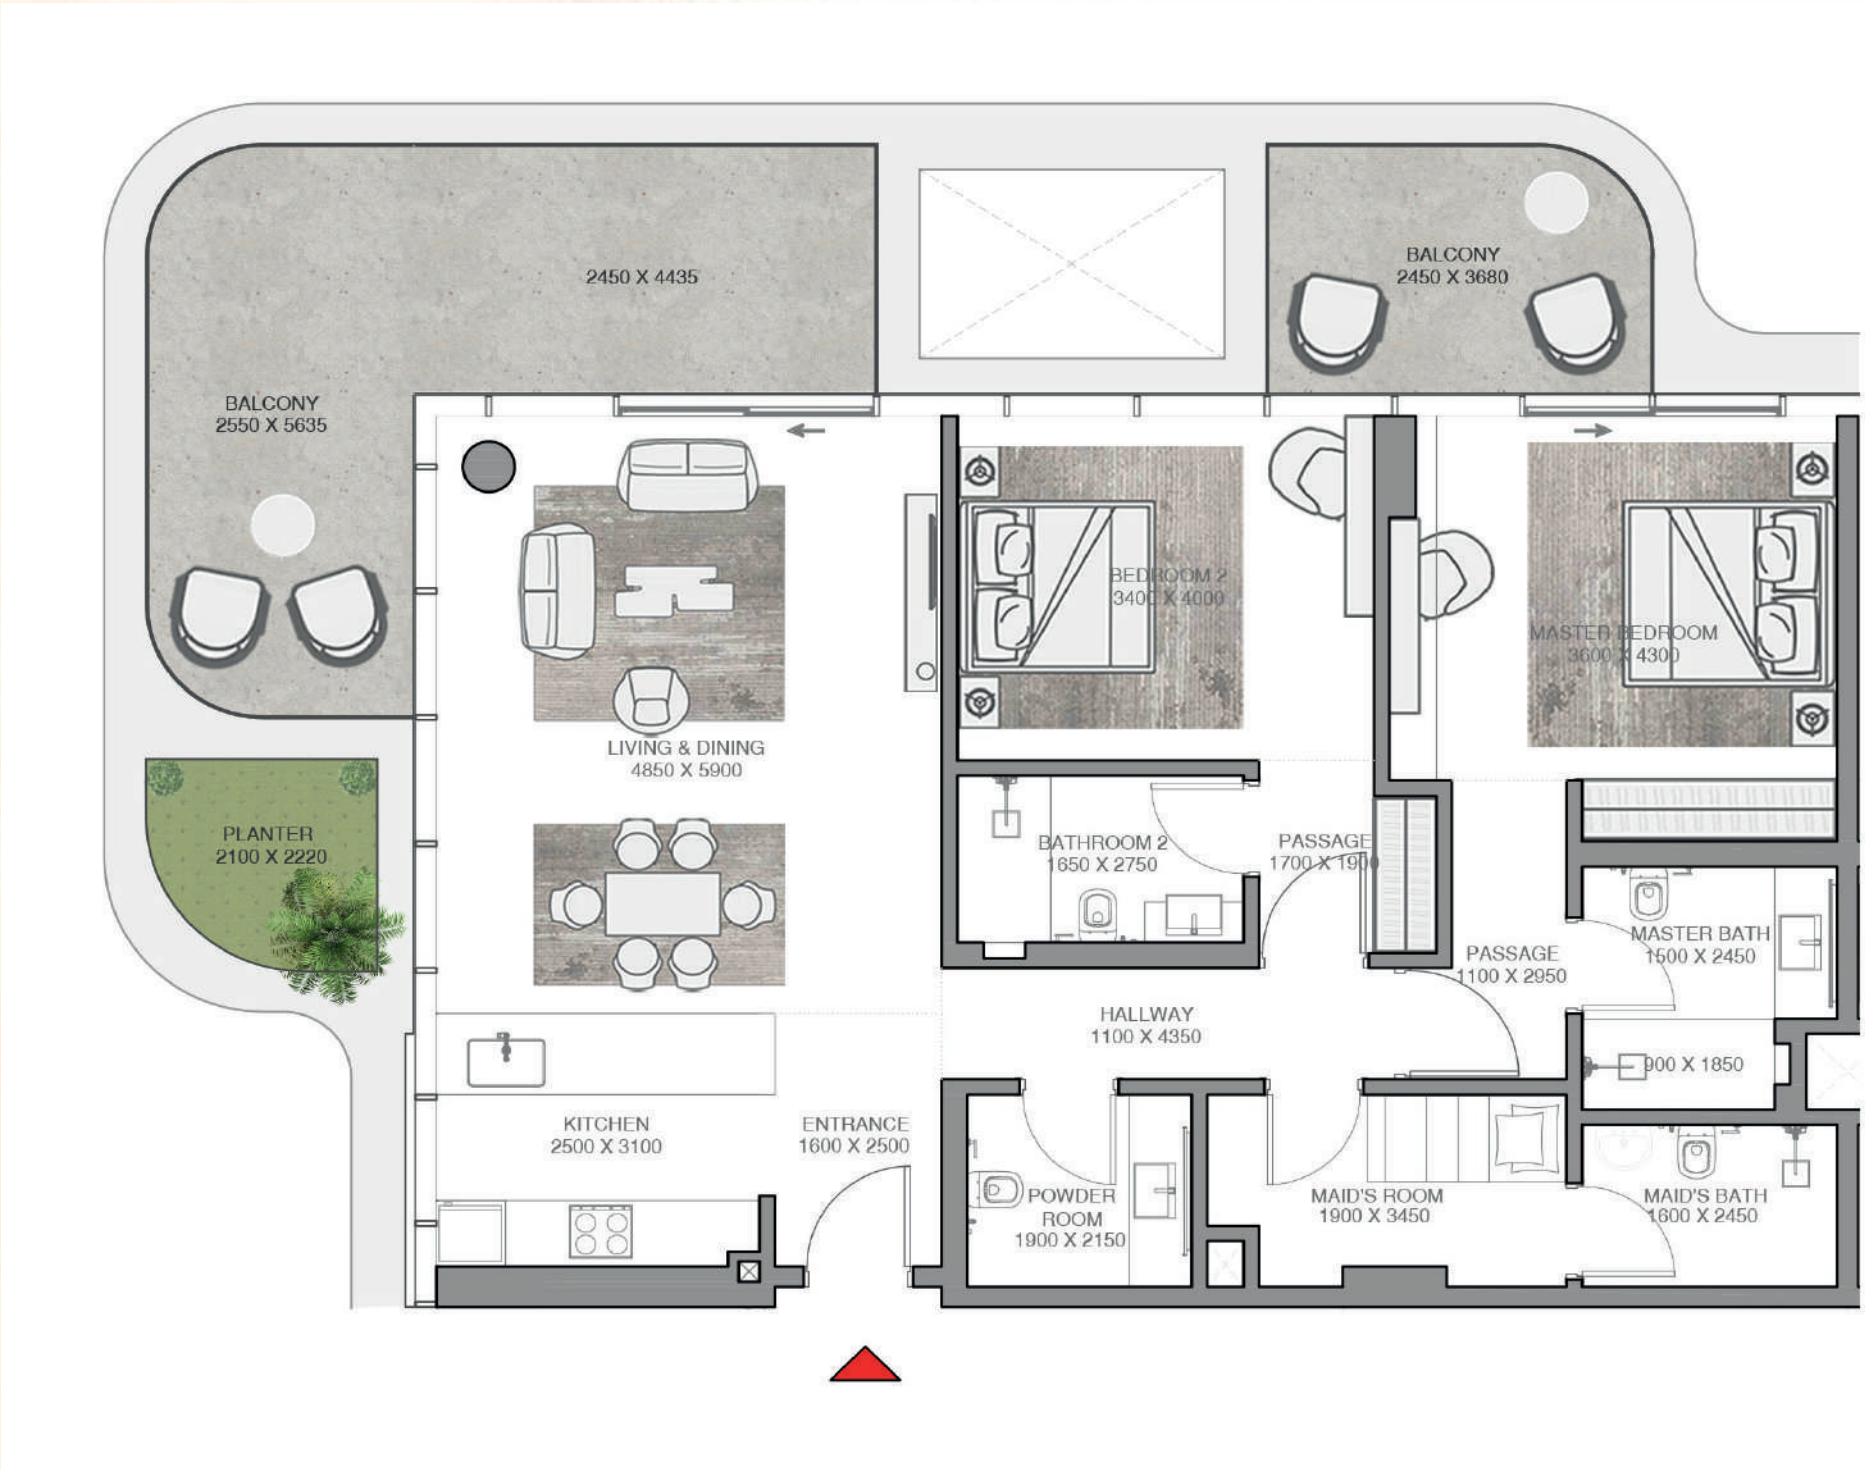 2450 X 4435
BALCONY
2450 X 3680
BALCONY
2550 X 5635
BEDROOM 2
3400 X 4000
MASTER BEDROOM
3600 X 4300
LIVING & DINING
4850 X 5900
PLANTER
2100 X 2220
BATHROOM 2
1650 X 2750
PASSAGE
1700 X 1900
MASTER BATH
1500 X 2450
PASSAGE
1100 X 2950
HALLWAY
1100 X 4350
900 X 1850
KITCHEN
2500 X 3100
ENTRANCE
1600 X 2500
POWDER
ROOM
1900 X 2150
MAID'S ROOM
1900 X 3450
MAID'S BATH
1600 X 2450